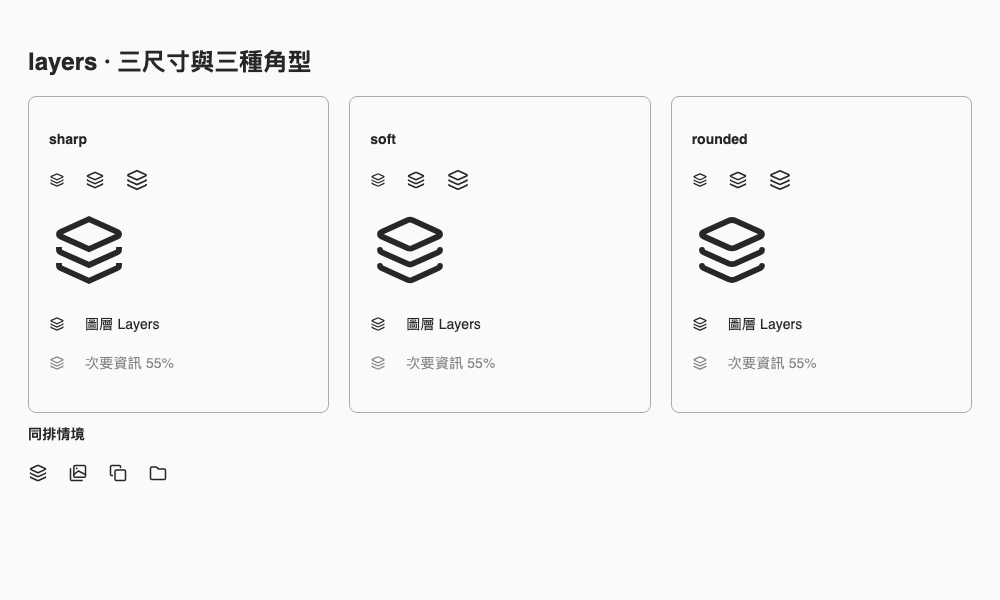 layers · 三尺寸與三種角型
sharp
圖層 Layers
次要資訊 55%
soft
圖層 Layers
次要資訊 55%
rounded
圖層 Layers
次要資訊 55%
同排情境